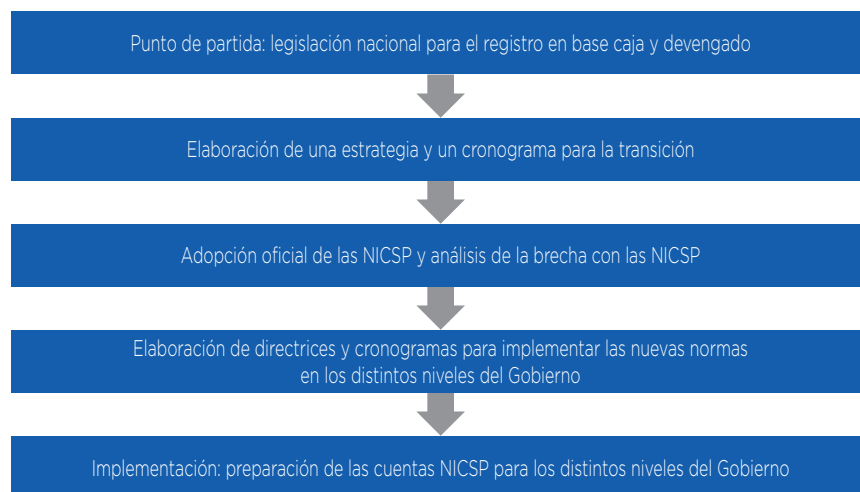 Punto de partida: legislación nacional para el registro en base caja y devengado
Elaboración de una estrategia y un cronograma para la transición
Adopción oficial de las NICSP y análisis de la brecha con las NICSP
Elaboración de directrices y cronogramas para implementar las nuevas normas
en los distintos niveles del Gobierno
Implementación: preparación de las cuentas NICSP para los distintos niveles del Gobierno